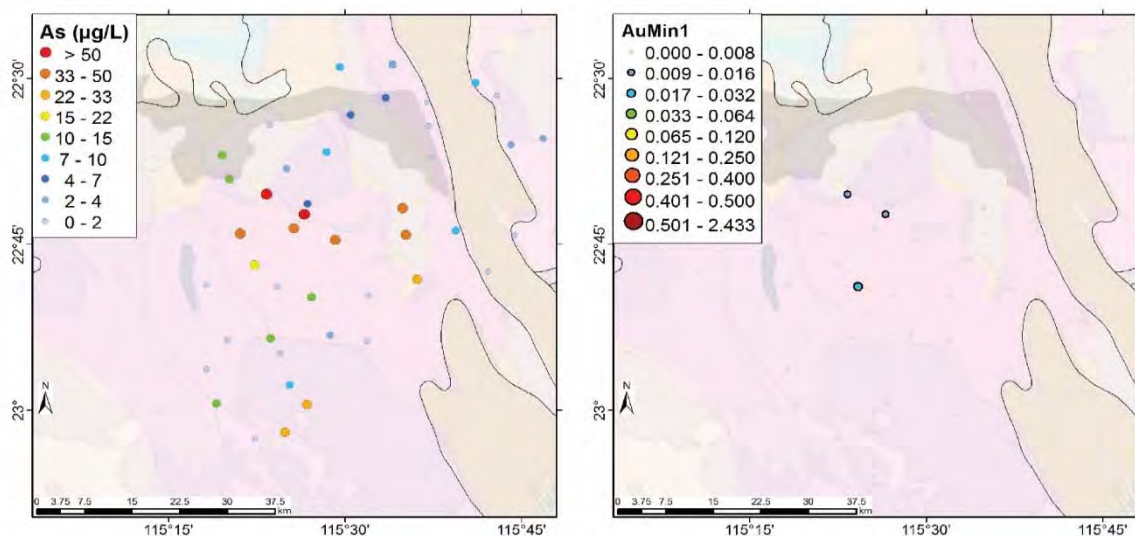 As (µg/L)
> 50
33 - 50
22 - 33
15 - 22
10 - 15
7 - 10
4 - 7
2 - 4
0 - 2
22°30'
22°45'
23°
N
0 3.75 7.5 15 22.5 30 37.5
km
115°15' 115°30' 115°45'
AuMin1
0.000 - 0.008
0.009 - 0.016
0.017 - 0.032
0.033 - 0.064
0.065 - 0.120
0.121 - 0.250
0.251 - 0.400
0.401 - 0.500
0.501 - 2.433
22°30'
22°45'
23°
N
0 3.75 7.5 15 22.5 30 37.5
km
115°15' 115°30' 115°45'